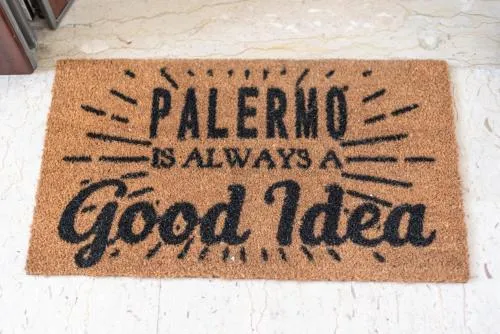 PALERMO
IS ALWAYS A
Good Idea